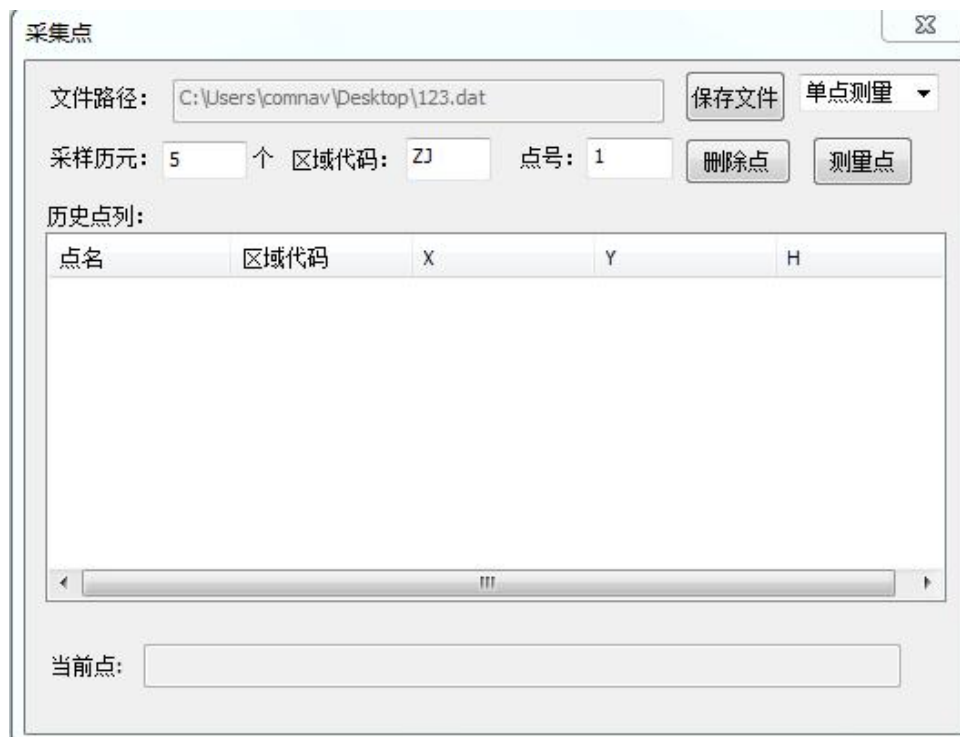 采集点
文件路径： C:\Users\comnav\Desktop\123.dat 保存文件 单点测量
采样历元： 5 个 区域代码： ZJ 点号： 1 删除点 测量点
历史点列：
点名 区域代码 X Y H
当前点: